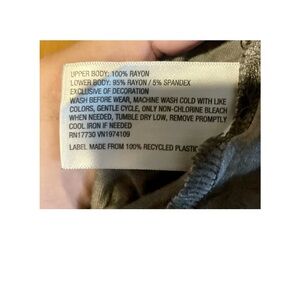 UPPER BODY: 100% RAYON
LOWER BODY: 95% RAYON / 5% SPANDEX
EXCLUSIVE OF DECORATION
WASH BEFORE WEAR, MACHINE WASH COLD WITH LIKE
COLORS, GENTLE CYCLE, ONLY NON-CHLORINE BLEACH
WHEN NEEDED, TUMBLE DRY LOW, REMOVE PROMPTLY
COOL IRON IF NEEDED
RN17730 VN1974109
LABEL MADE FROM 100% RECYCLED PLASTIC